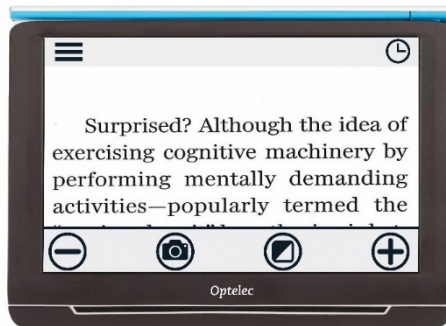 Surprised? Although the idea of
exercising cognitive machinery by
performing mentally demanding
activities—popularly termed the
Optelec